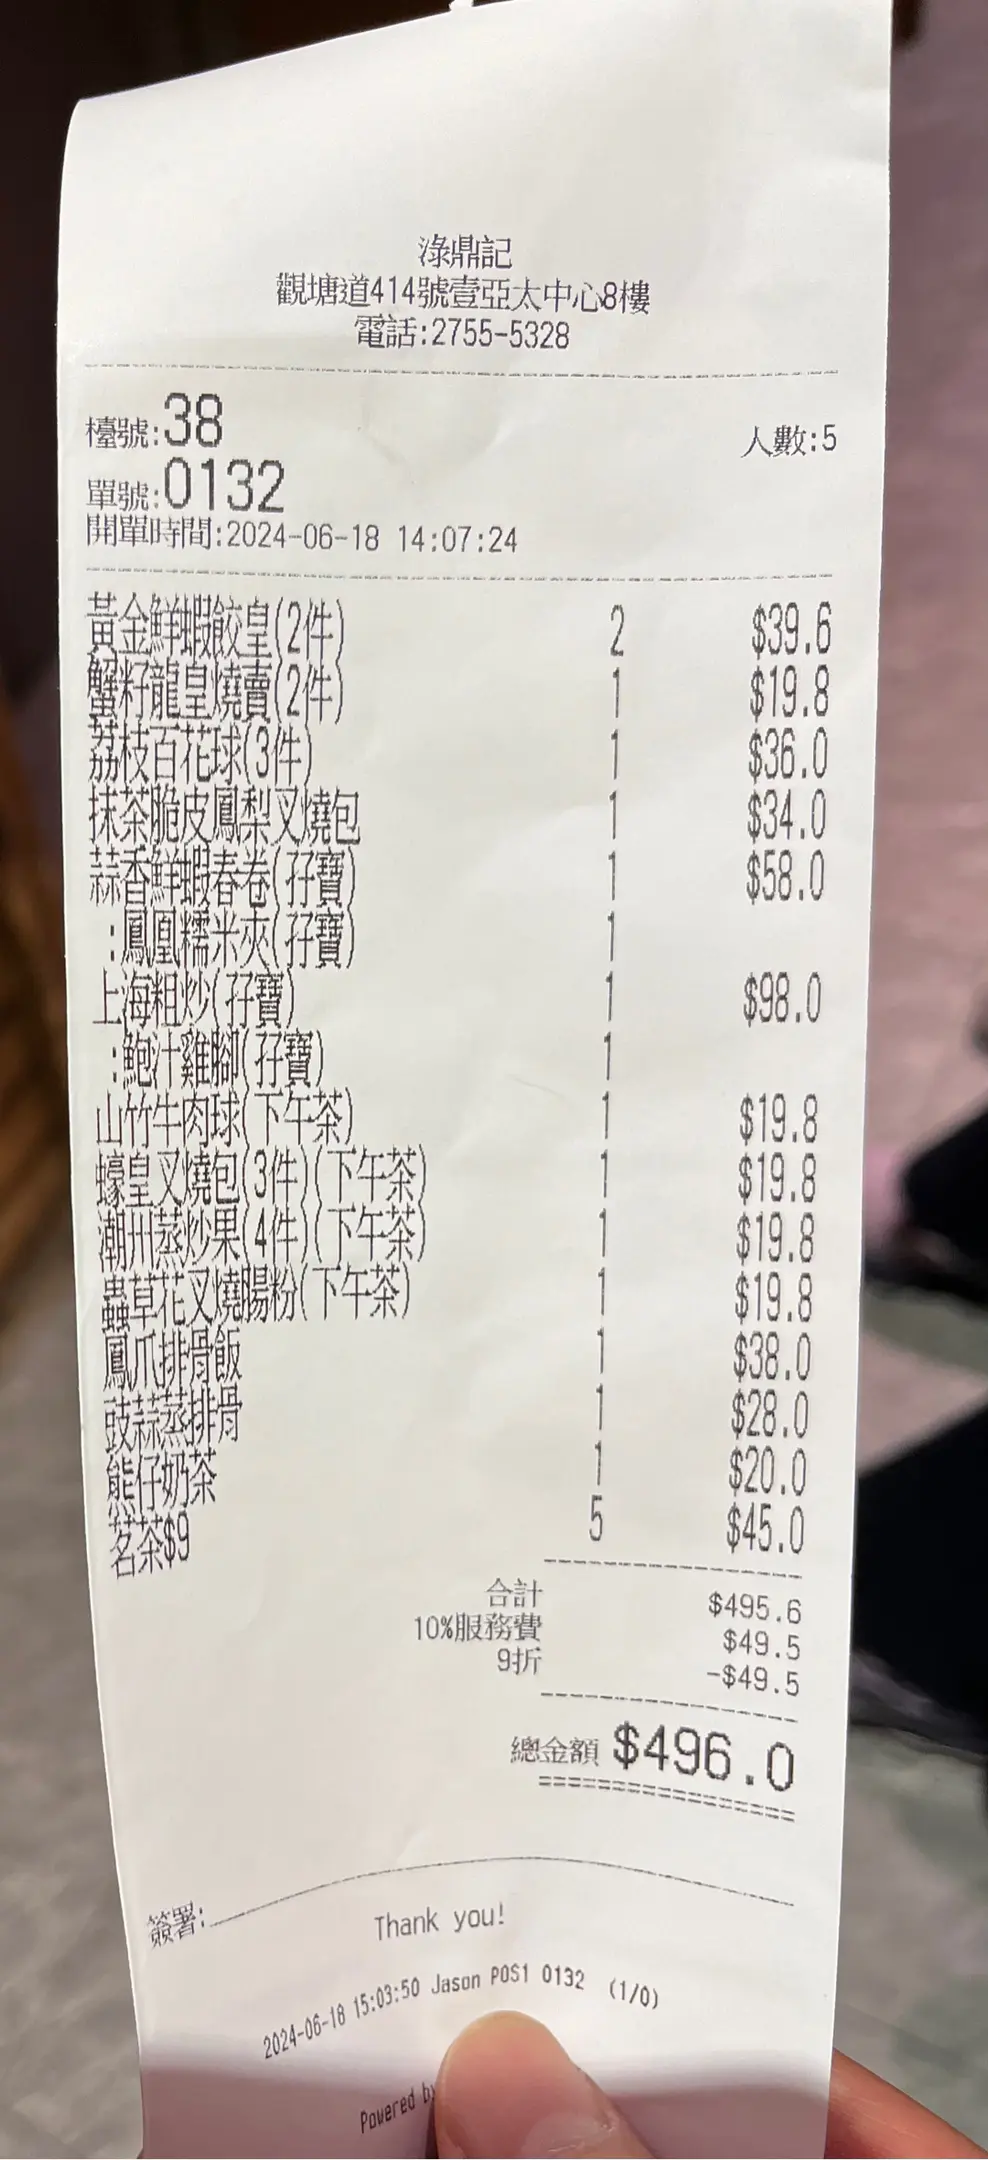 淥鼎記
觀塘道414號壹亞太中心8樓
電話:2755-5328
檯號:38 人數:5
單號:0132
開單時間:2024-06-18 14:07:24
黃金鮮蝦餃皇(2件) 2 $39.6
蟹籽龍皇燒賣(2件) 1 $19.8
荔枝百花球(3件) 1 $36.0
抹茶脆皮鳳梨叉燒包 1 $34.0
蒜香鮮蝦春卷(孖寶) 1 $58.0
:鳳凰糯米夾(孖寶) 1
上海粗炒(孖寶) 1 $98.0
:鮑汁雞腳(孖寶) 1
山竹牛肉球(下午茶) 1 $19.8
蠔皇叉燒包(3件)(下午茶) 1 $19.8
潮州蒸炒果(4件)(下午茶) 1 $19.8
蟲草花叉燒腸粉(下午茶) 1 $19.8
鳳爪排骨飯 1 $38.0
豉蒜蒸排骨 1 $28.0
熊仔奶茶 1 $20.0
茗茶$9 5 $45.0
合計 $495.6
10%服務費 $49.5
9折 -$49.5
總金額 $496.0
簽署:
Thank you!
2024-06-18 15:03:50 Jason POS1 0132 (1/0)
Powered by